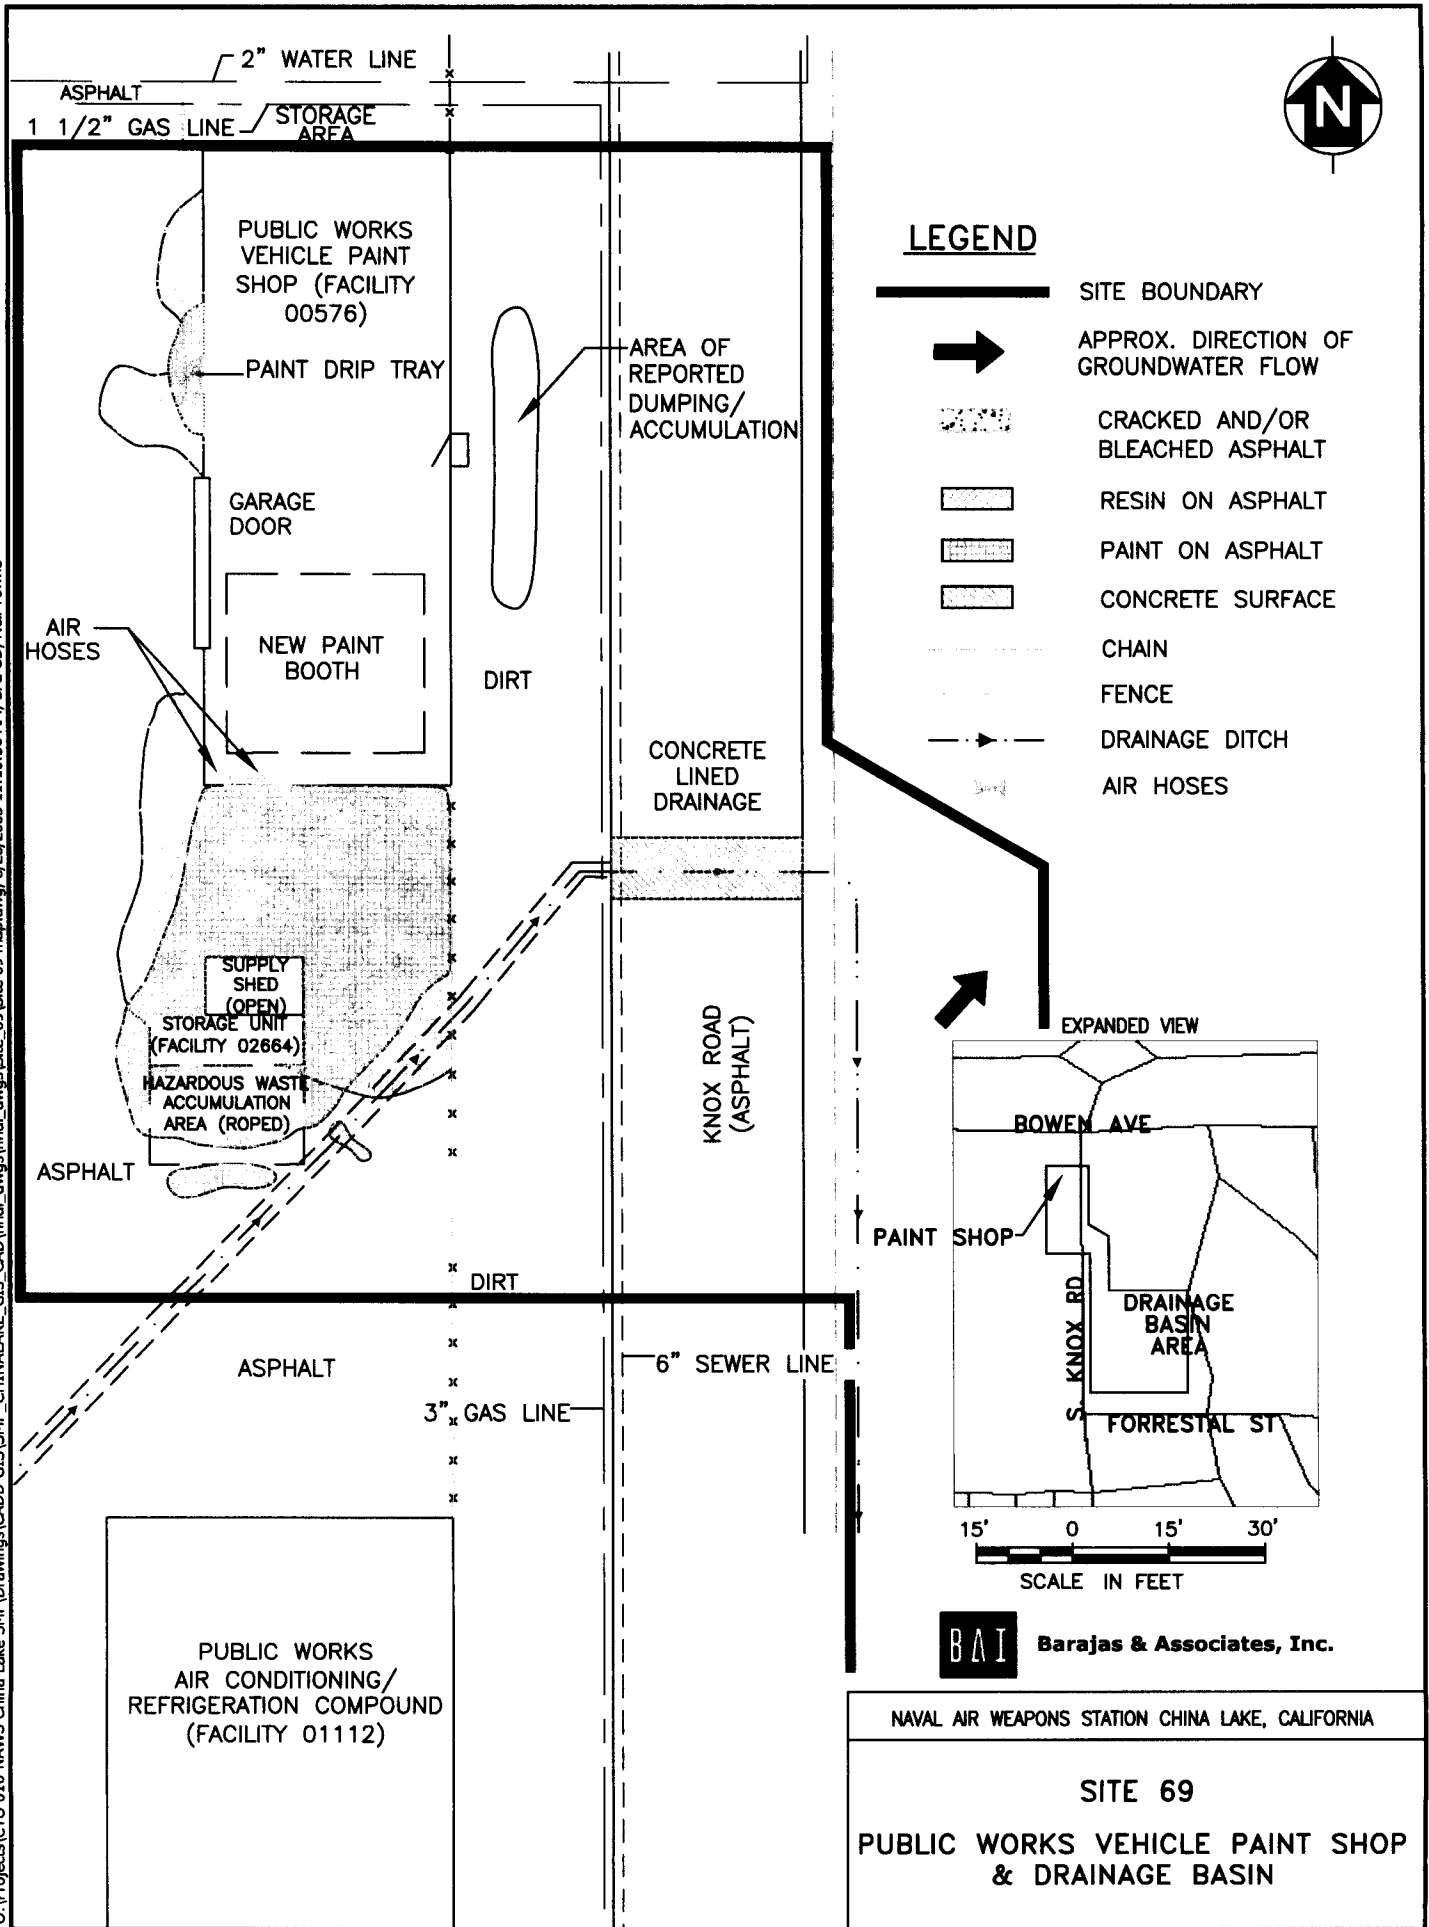 2” WATER LINE
ASPHALT
1 1/2” GAS LINE
STORAGE
AREA
N
PUBLIC WORKS
VEHICLE PAINT
SHOP (FACILITY
00576)
PAINT DRIP TRAY
AREA OF
REPORTED
DUMPING/
ACCUMULATION
GARAGE
DOOR
AIR
HOSES
NEW PAINT
BOOTH
DIRT
CONCRETE
LINED
DRAINAGE
SUPPLY
SHED
(OPEN)
STORAGE UNIT
(FACILITY 02664)
HAZARDOUS WASTE
ACCUMULATION
AREA (ROPED)
ASPHALT
KNOX ROAD
(ASPHALT)
DIRT
ASPHALT
6” SEWER LINE
3” GAS LINE
PUBLIC WORKS
AIR CONDITIONING/
REFRIGERATION COMPOUND
(FACILITY 01112)
LEGEND
SITE BOUNDARY
APPROX. DIRECTION OF
GROUNDWATER FLOW
CRACKED AND/OR
BLEACHED ASPHALT
RESIN ON ASPHALT
PAINT ON ASPHALT
CONCRETE SURFACE
CHAIN
FENCE
DRAINAGE DITCH
AIR HOSES
EXPANDED VIEW
BOWEN AVE
PAINT SHOP
S. KNOX RD
DRAINAGE
BASIN
AREA
FORRESTAL ST
15' 0 15' 30'
SCALE IN FEET
BAI
Barajas & Associates, Inc.
NAVAL AIR WEAPONS STATION CHINA LAKE, CALIFORNIA
SITE 69
PUBLIC WORKS VEHICLE PAINT SHOP
& DRAINAGE BASIN